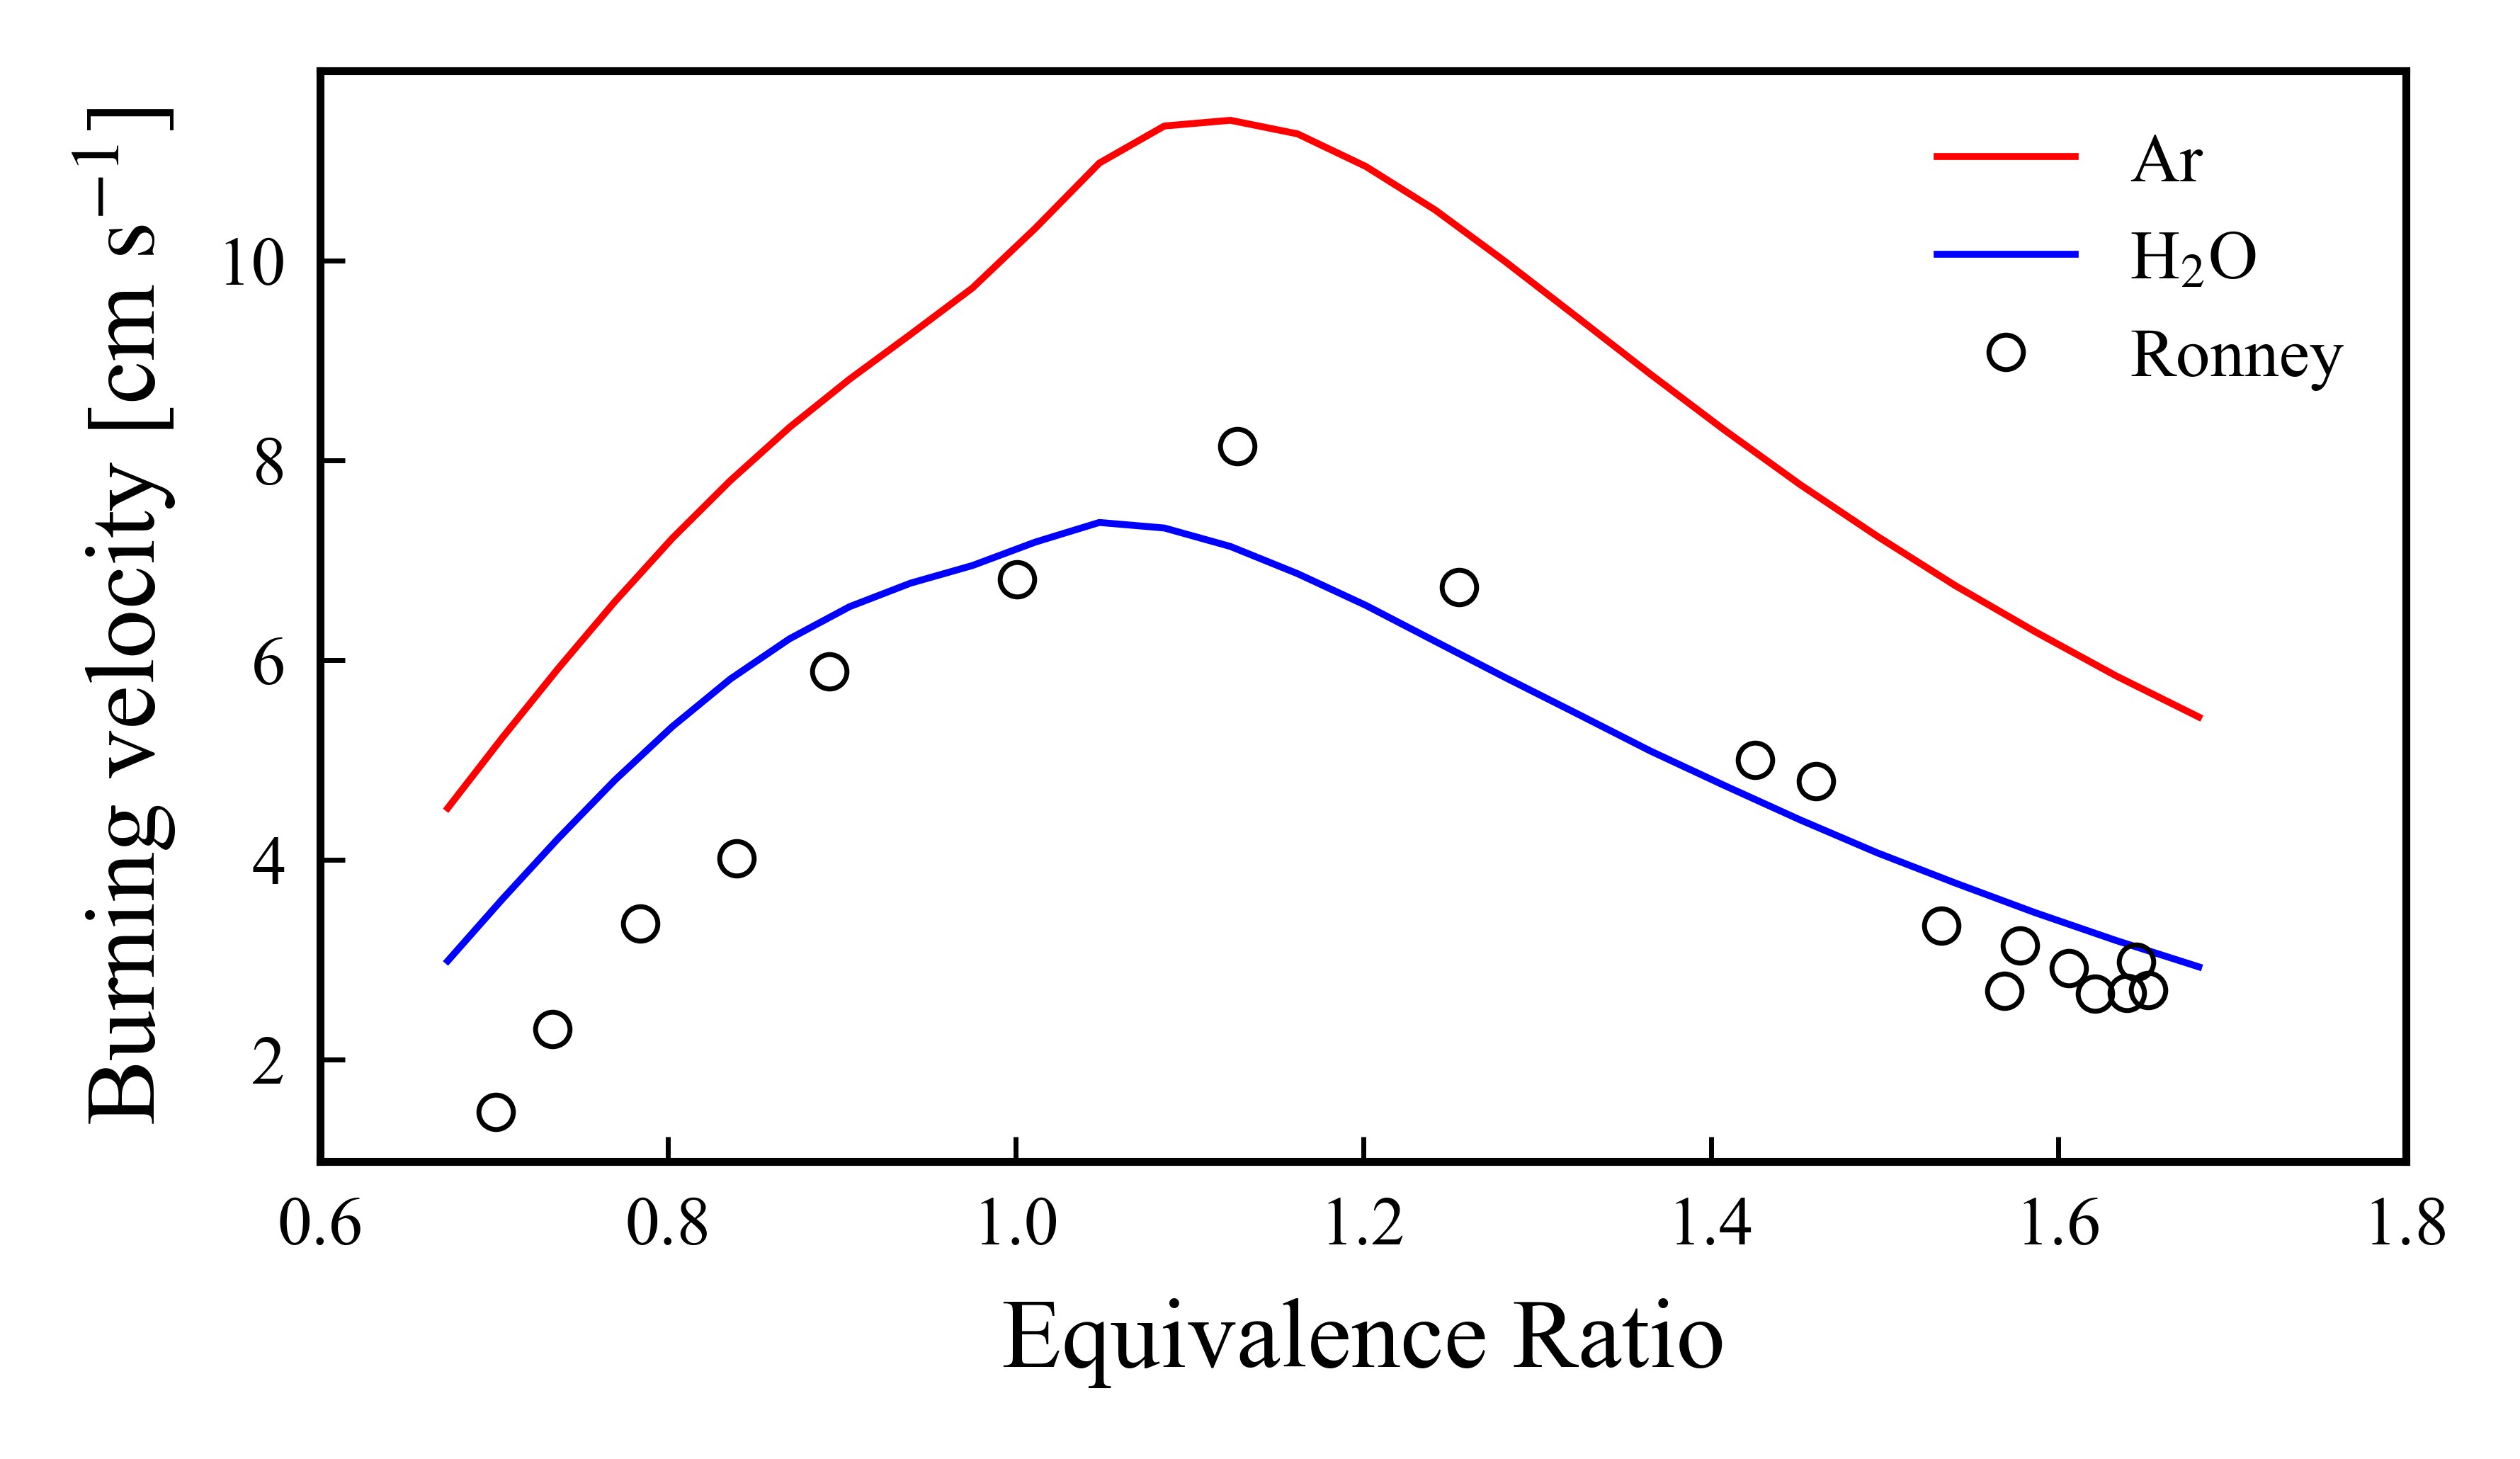 Burning velocity [cm s⁻¹]
10
8
6
4
2
Ar
H₂O
Ronney
0.6 0.8 1.0 1.2 1.4 1.6 1.8
Equivalence Ratio